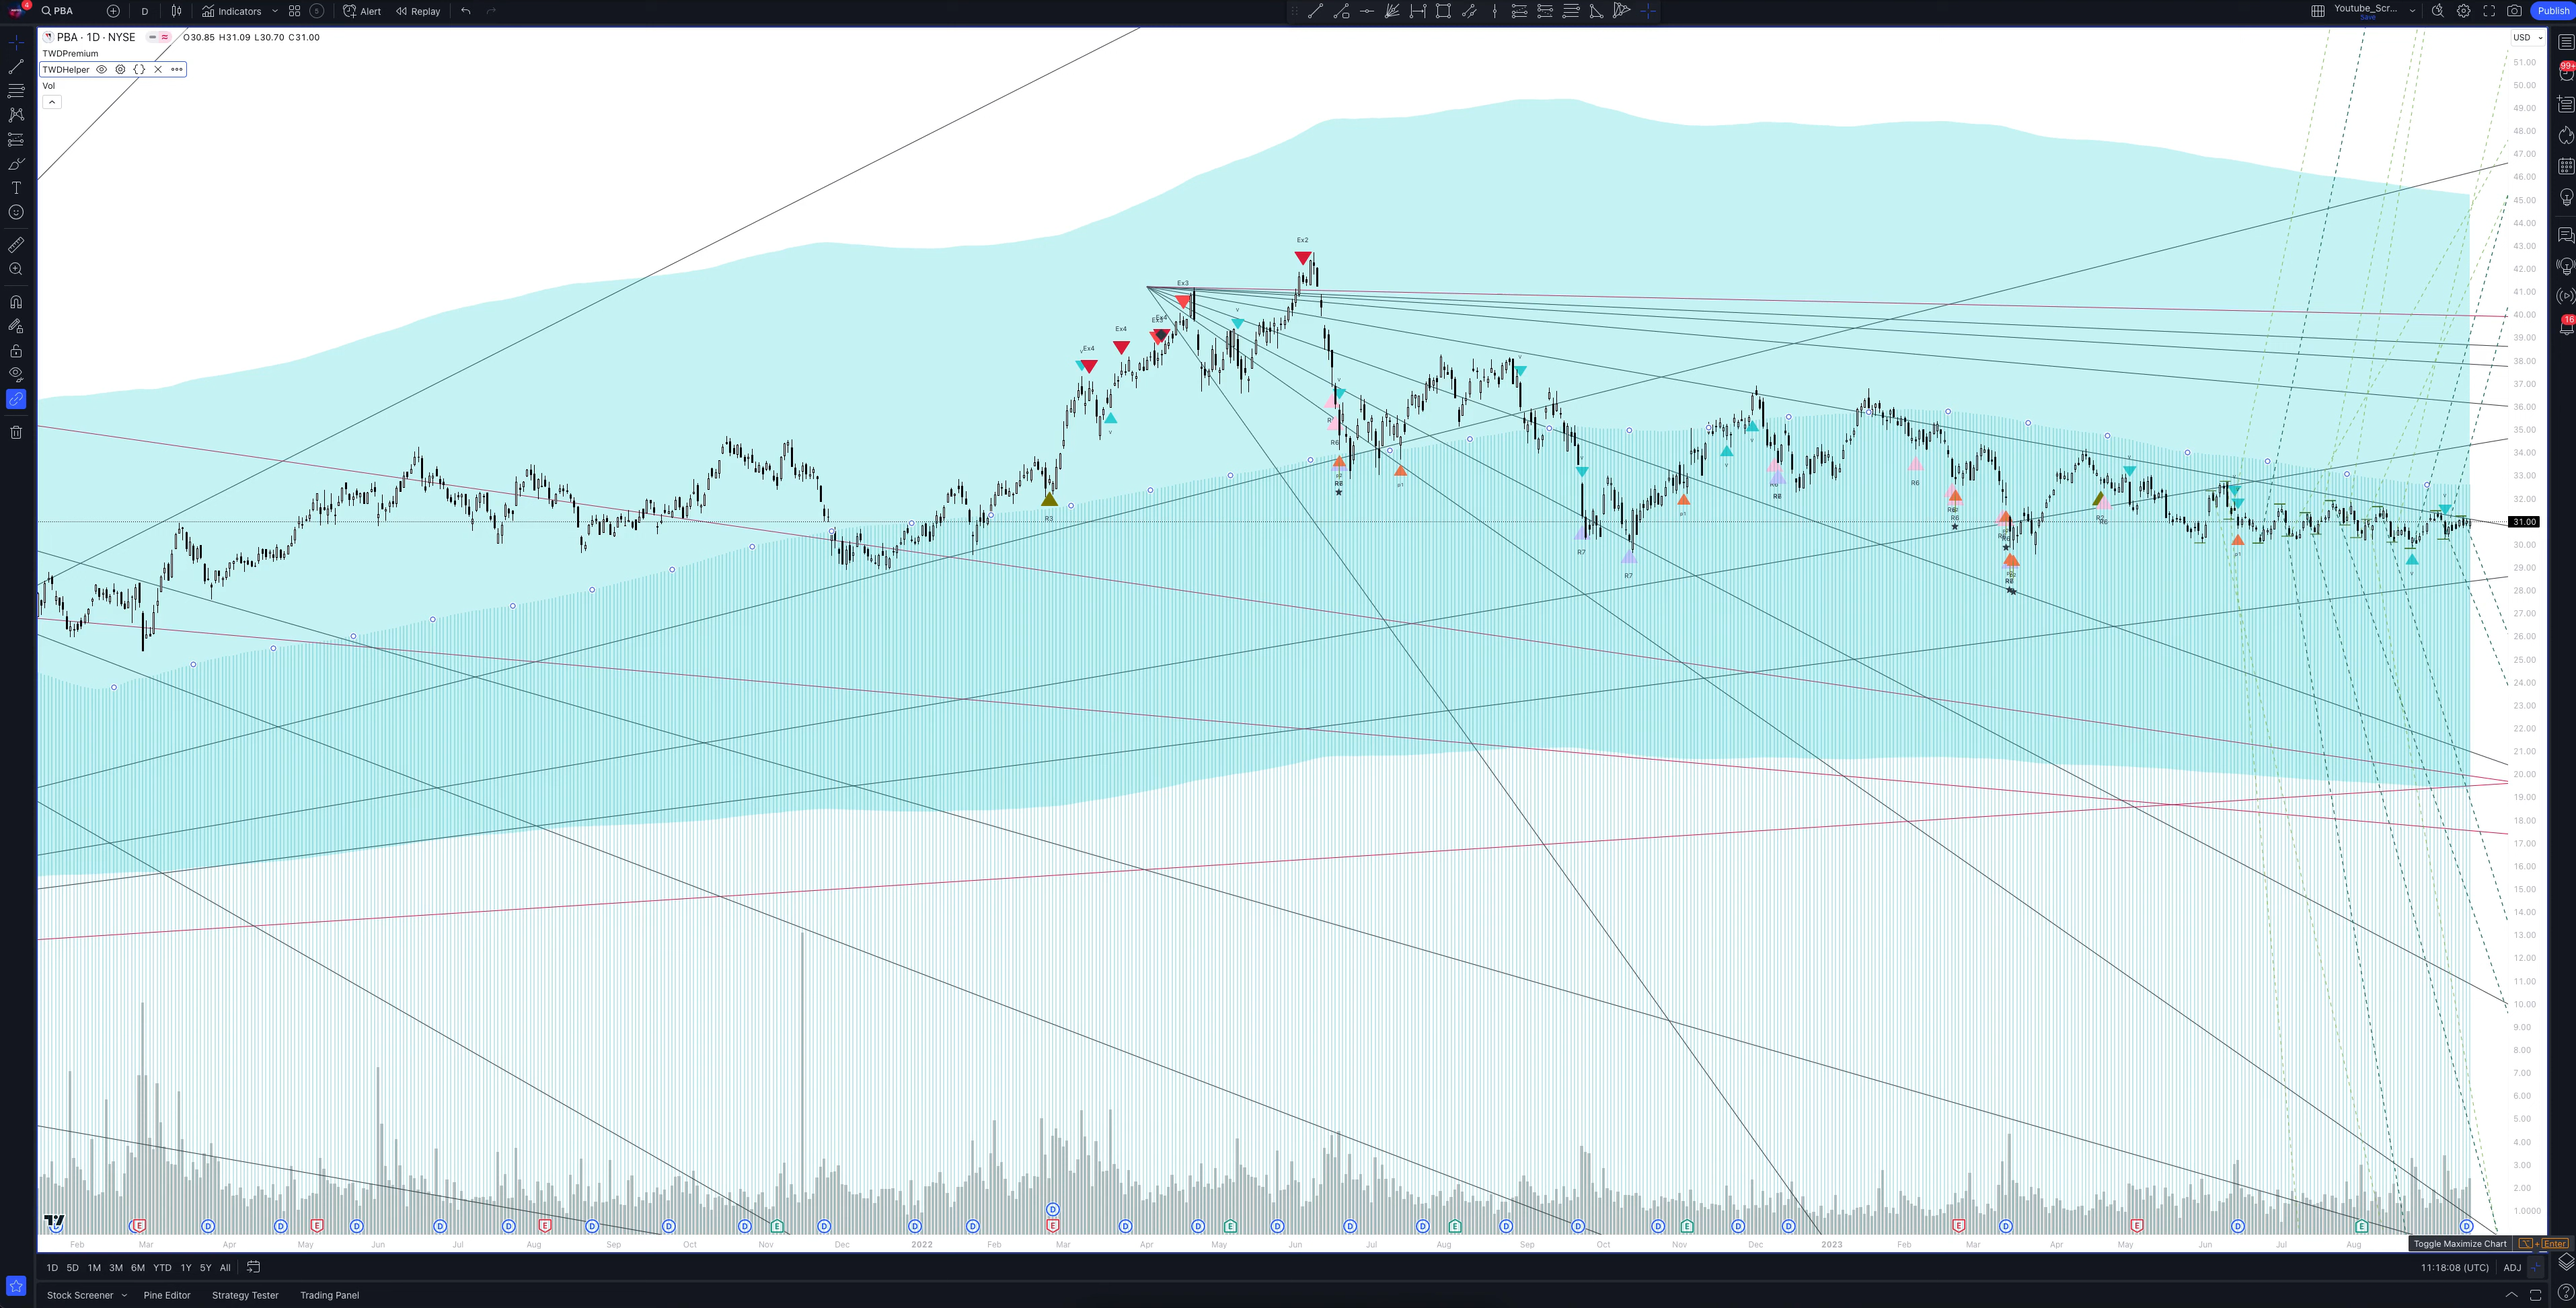 4 PBA D Indicators 5 Alert Replay Youtube_Scr... Save Publish
PBA · 1D · NYSE O30.85 H31.09 L30.70 C31.00 USD
TWDPremium
TWDHelper
Vol
99+
16
51.00
50.00
49.00
48.00
47.00
46.00
45.00
44.00
43.00
42.00
41.00
40.00
39.00
38.00
37.00
36.00
35.00
34.00
33.00
32.00
31.00
30.00
29.00
28.00
27.00
26.00
25.00
24.00
23.00
22.00
21.00
20.00
19.00
18.00
17.00
16.00
15.00
14.00
13.00
12.00
11.00
10.00
9.00
8.00
7.00
6.00
5.00
4.00
3.00
2.00
1.0000
Ex2
Ex3
Ex4
Ex4
Ex4
R3
R6
R7
R7
R6
R6
R2
Feb Mar Apr May Jun Jul Aug Sep Oct Nov Dec 2022 Feb Mar Apr May Jun Jul Aug Sep Oct Nov Dec 2023 Feb Mar Apr May Jun Jul Aug
Toggle Maximize Chart ⌥ + Enter
1D 5D 1M 3M 6M YTD 1Y 5Y All 11:18:08 (UTC) ADJ
Stock Screener Pine Editor Strategy Tester Trading Panel